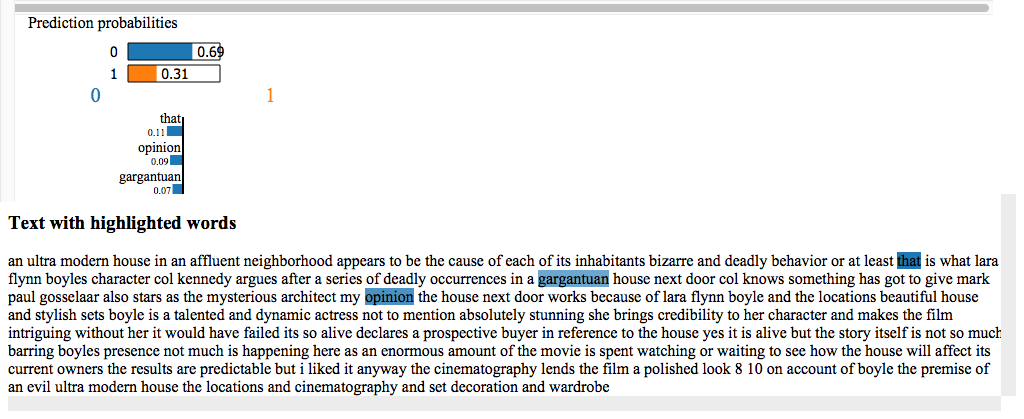 Prediction probabilities
0 0.69
1 0.31
0 1
that
0.11
opinion
0.09
gargantuan
0.07
Text with highlighted words
an ultra modern house in an affluent neighborhood appears to be the cause of each of its inhabitants bizarre and deadly behavior or at least that is what lara
flynn boyles character col kennedy argues after a series of deadly occurrences in a gargantuan house next door col knows something has got to give mark
paul gosselaar also stars as the mysterious architect my opinion the house next door works because of lara flynn boyle and the locations beautiful house
and stylish sets boyle is a talented and dynamic actress not to mention absolutely stunning she brings credibility to her character and makes the film
intriguing without her it would have failed its so alive declares a prospective buyer in reference to the house yes it is alive but the story itself is not so much
barring boyles presence not much is happening here as an enormous amount of the movie is spent watching or waiting to see how the house will affect its
current owners the results are predictable but i liked it anyway the cinematography lends the film a polished look 8 10 on account of boyle the premise of
an evil ultra modern house the locations and cinematography and set decoration and wardrobe